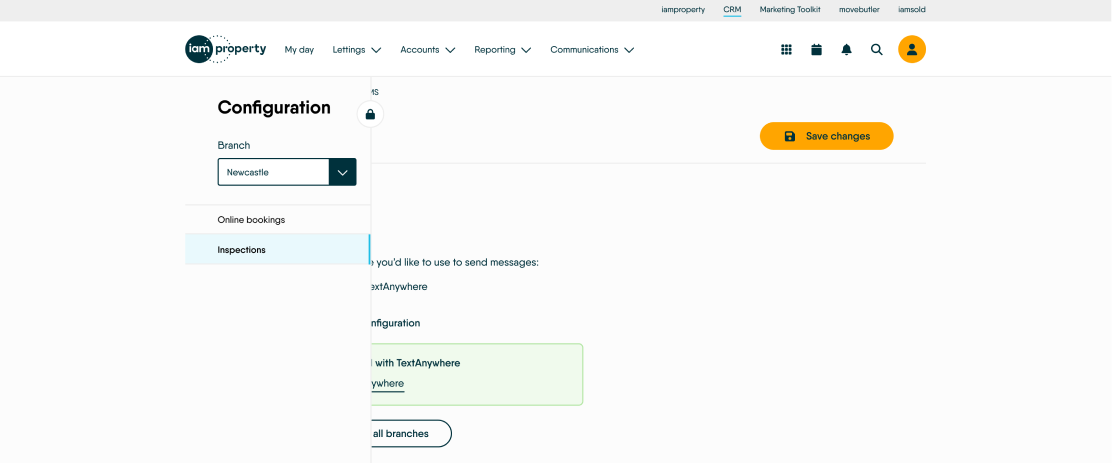 iamproperty CRM Marketing Toolkit movebutler iamsold
iam property My day Lettings Accounts Reporting Communications
MS
Configuration
Save changes
Branch
Newcastle
Online bookings
Inspections
you'd like to use to send messages:
extAnywhere
nfiguration
with TextAnywhere
ywhere
all branches